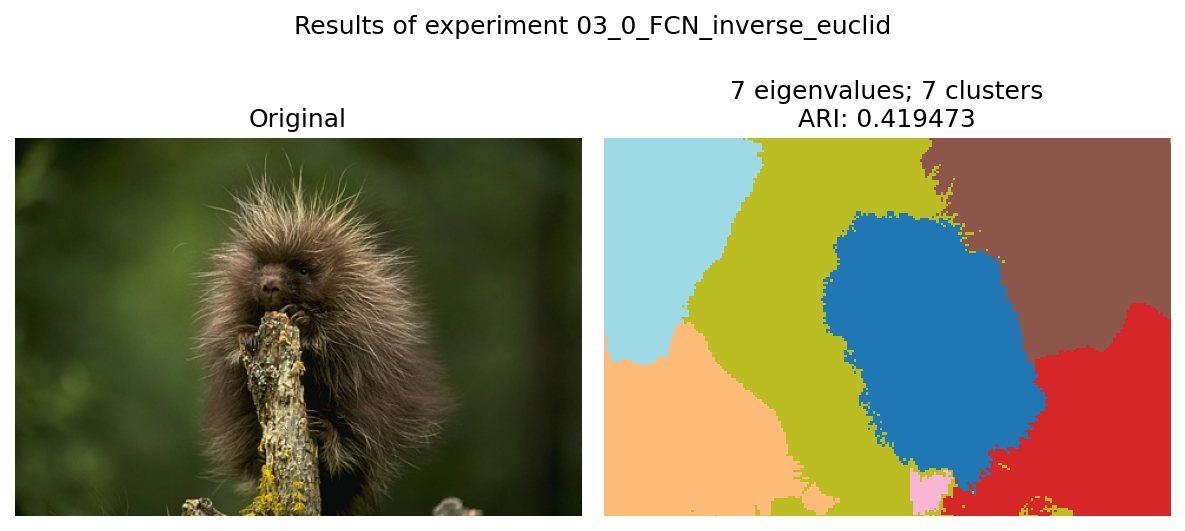 Results of experiment 03_0_FCN_inverse_euclid
Original
7 eigenvalues; 7 clusters
ARI: 0.419473